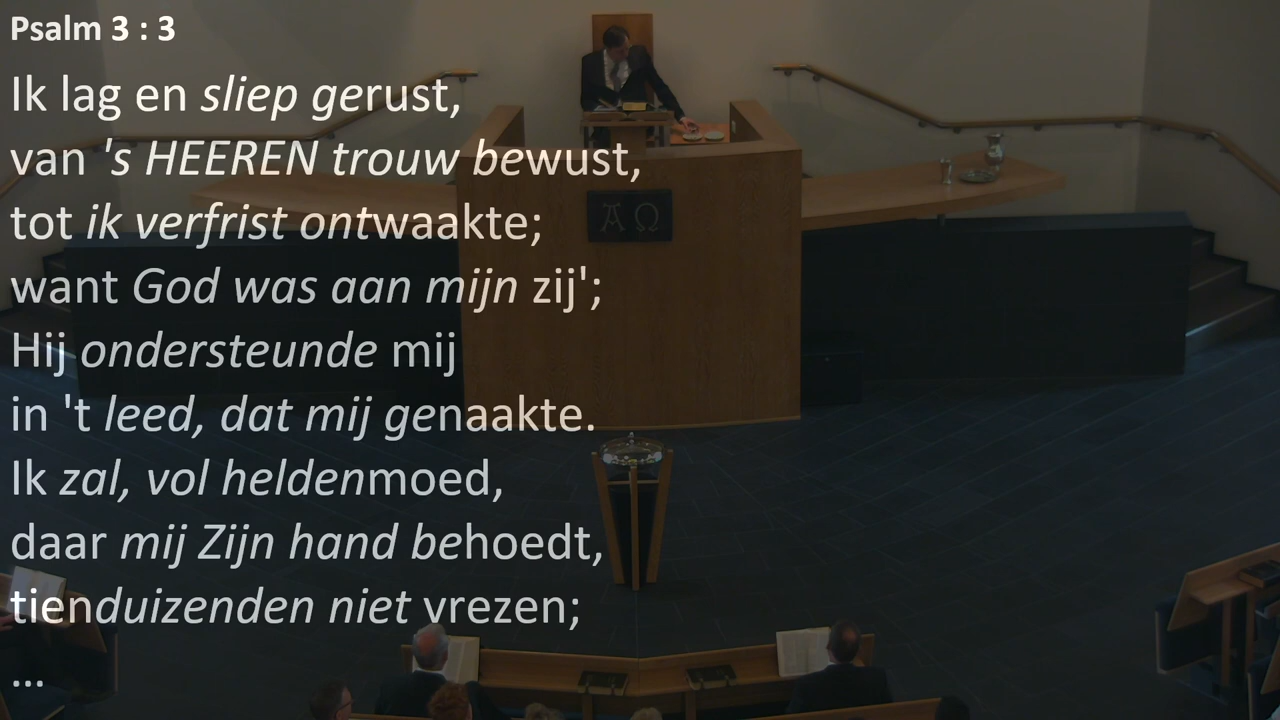 Psalm 3 : 3
Ik lag en sliep gerust,
van 's HEEREN trouw bewust,
tot ik verfrist ontwaakte;
want God was aan mijn zij';
Hij ondersteunde mij
in 't leed, dat mij genaakte.
Ik zal, vol heldenmoed,
daar mij Zijn hand behoedt,
tienduizenden niet vrezen;
...
Α Ω